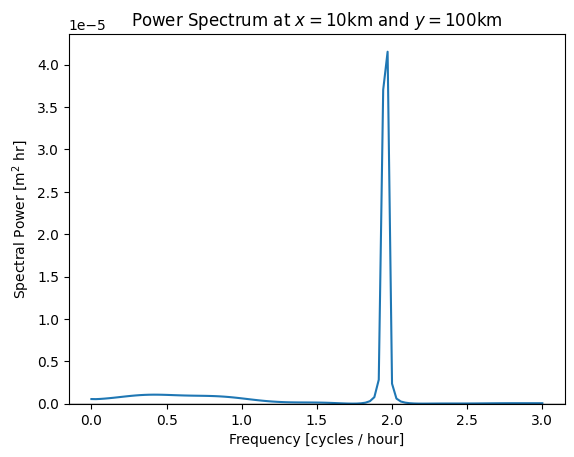 Power Spectrum at x = 10km and y = 100km
1e−5
4.0
3.5
3.0
2.5
2.0
1.5
1.0
0.5
0.0
Spectral Power [m² hr]
0.0 0.5 1.0 1.5 2.0 2.5 3.0
Frequency [cycles / hour]